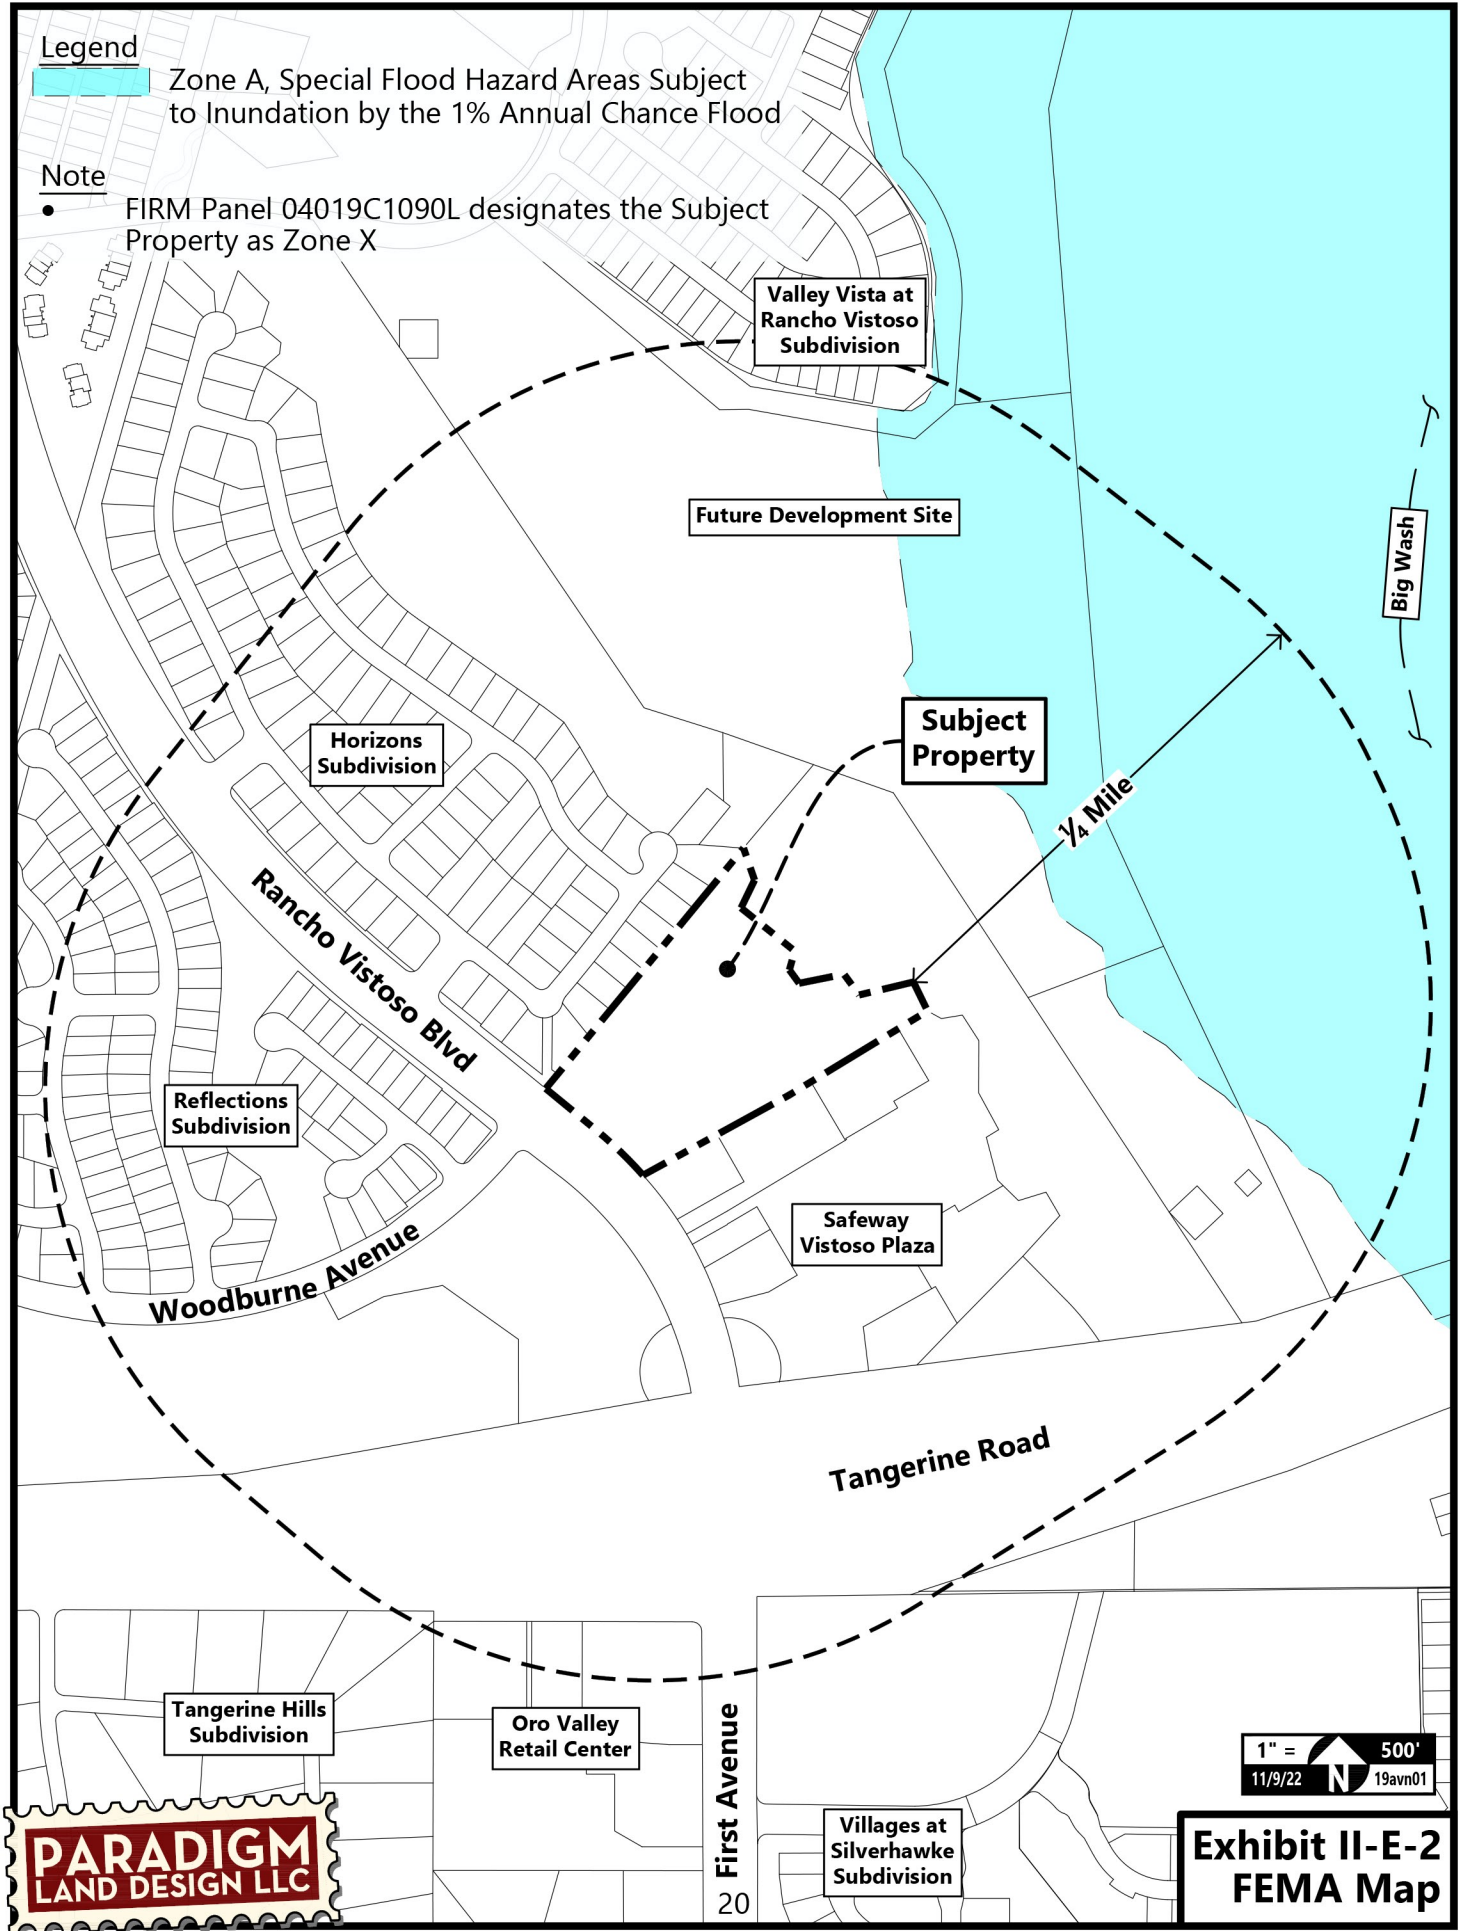 Legend
Zone A, Special Flood Hazard Areas Subject
to Inundation by the 1% Annual Chance Flood
Note
• FIRM Panel 04019C1090L designates the Subject
Property as Zone X
Valley Vista at
Rancho Vistoso
Subdivision
Future Development Site
Big Wash
Subject
Property
Horizons
Subdivision
¼ Mile
Rancho Vistoso Blvd
Reflections
Subdivision
Safeway
Vistoso Plaza
Woodburne Avenue
Tangerine Road
Tangerine Hills
Subdivision
Oro Valley
Retail Center
First Avenue
Villages at
Silverhawke
Subdivision
1" = 500'
11/9/22 N 19avn01
PARADIGM
LAND DESIGN LLC
20
Exhibit II-E-2
FEMA Map